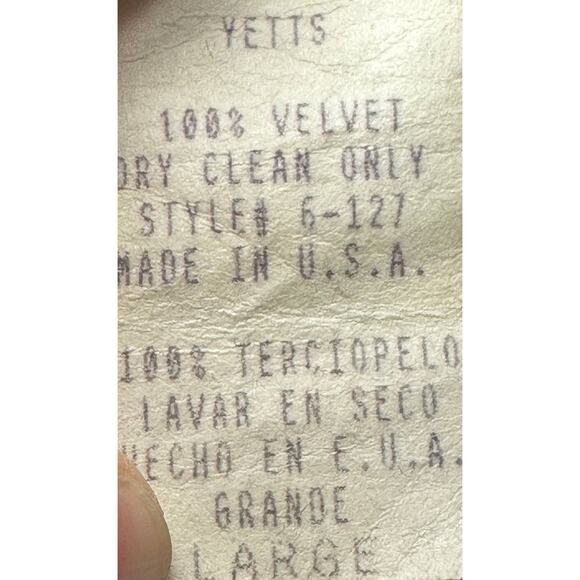 YETTS
100% VELVET
DRY CLEAN ONLY
STYLE# 6-127
MADE IN U.S.A.
100% TERCIOPELO
LAVAR EN SECO
HECHO EN E.U.A.
GRANDE
LARGE